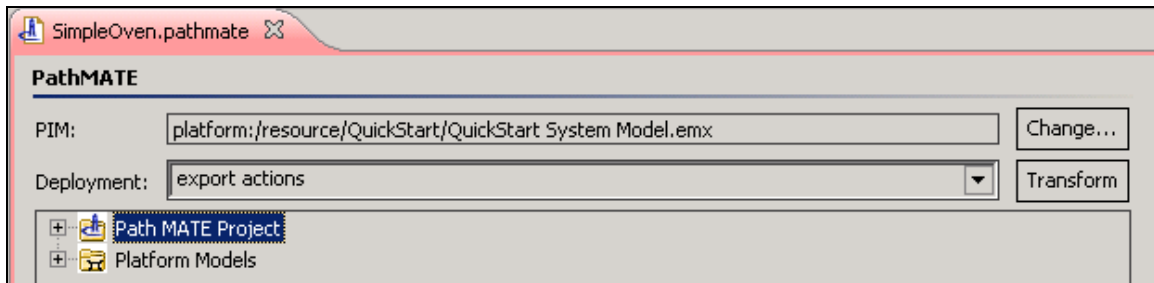 SimpleOven.pathmate
PathMATE
PIM: platform:/resource/QuickStart/QuickStart System Model.emx Change...
Deployment: export actions Transform
Path MATE Project
Platform Models